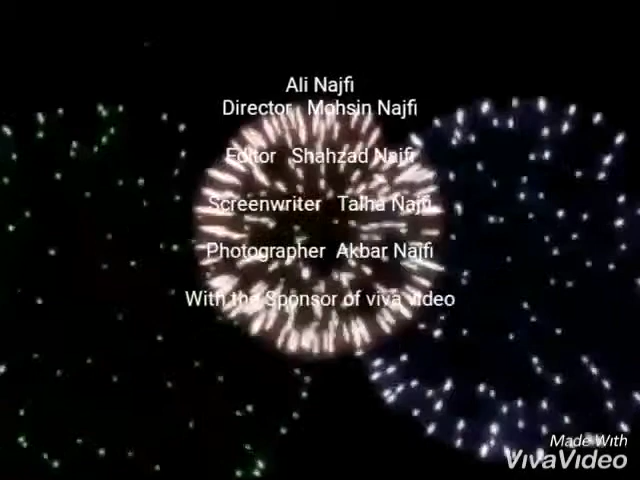 Ali Najfi
Director Mohsin Najfi
Editor Shahzad Najfi
Screenwriter Talha Najfi
Photographer Akbar Najfi
With the Sponsor of viva video
Made With
VivaVideo